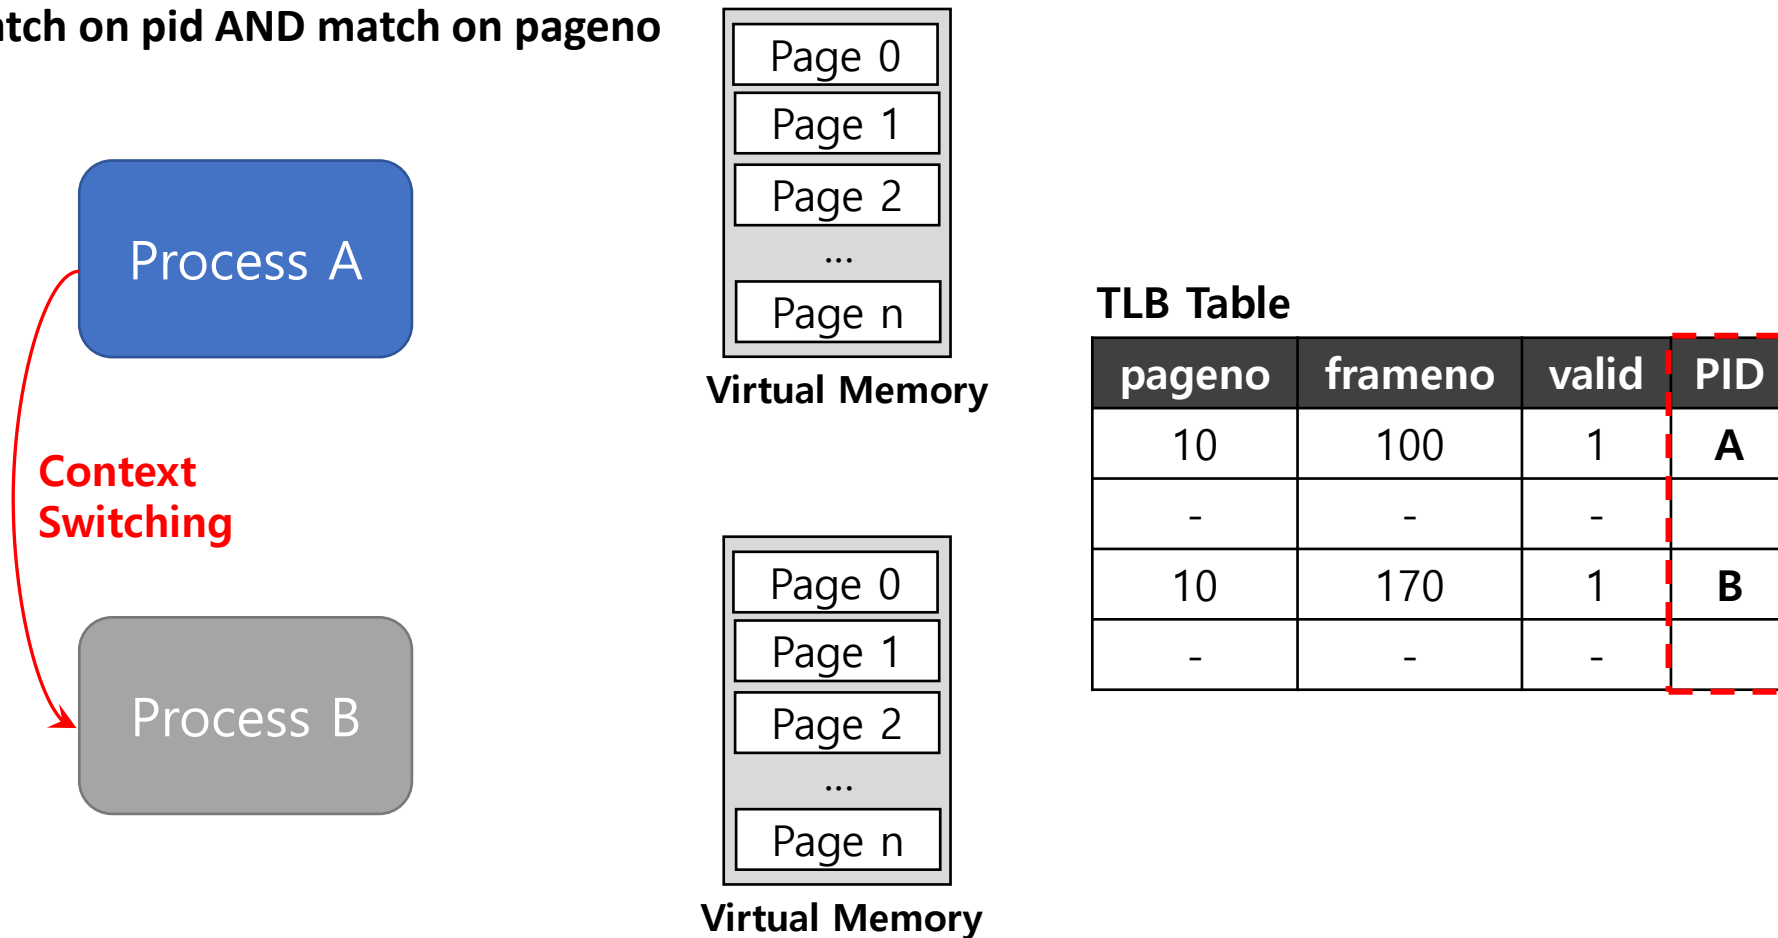 on pid AND match on pageno
Page 0
Page 1
Page 2
...
Page n
Virtual Memory
Process A
Context
Switching
Process B
Page 0
Page 1
Page 2
...
Page n
Virtual Memory
TLB Table
pageno frameno valid PID
10 100 1 A
- - -
10 170 1 B
- - -